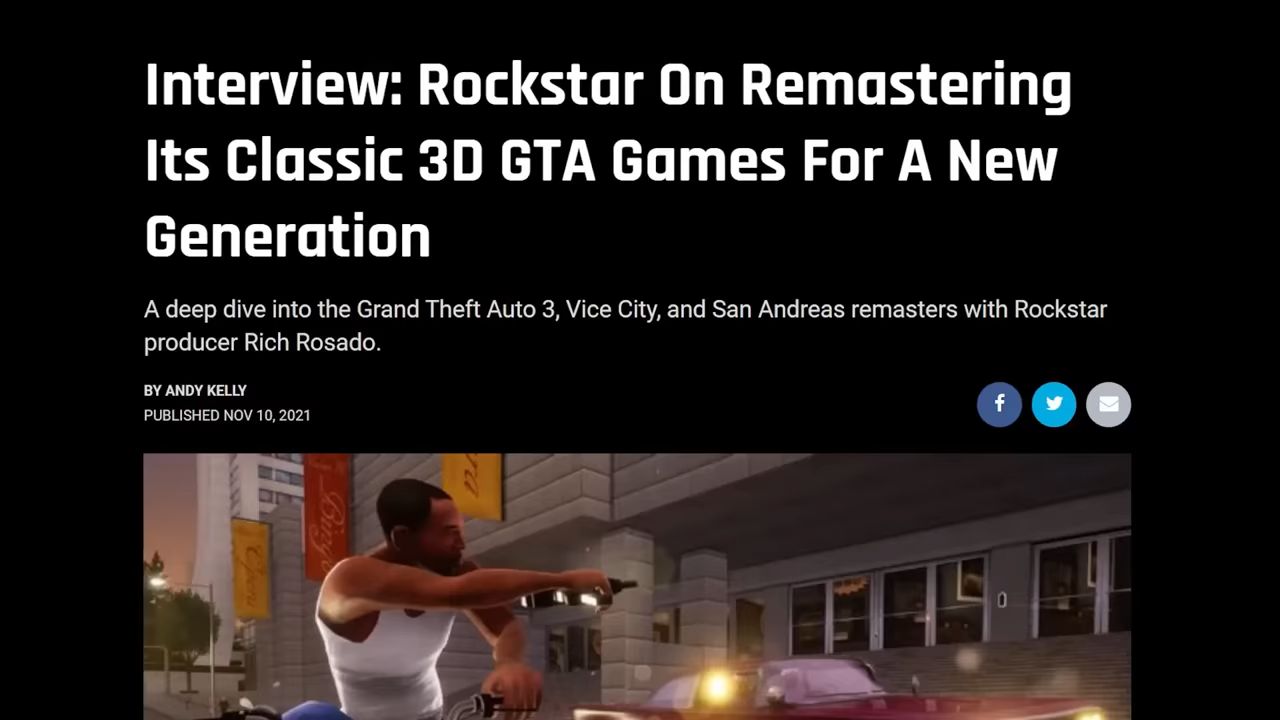 Interview: Rockstar On Remastering
Its Classic 3D GTA Games For A New
Generation
A deep dive into the Grand Theft Auto 3, Vice City, and San Andreas remasters with Rockstar
producer Rich Rosado.
BY ANDY KELLY
PUBLISHED NOV 10, 2021